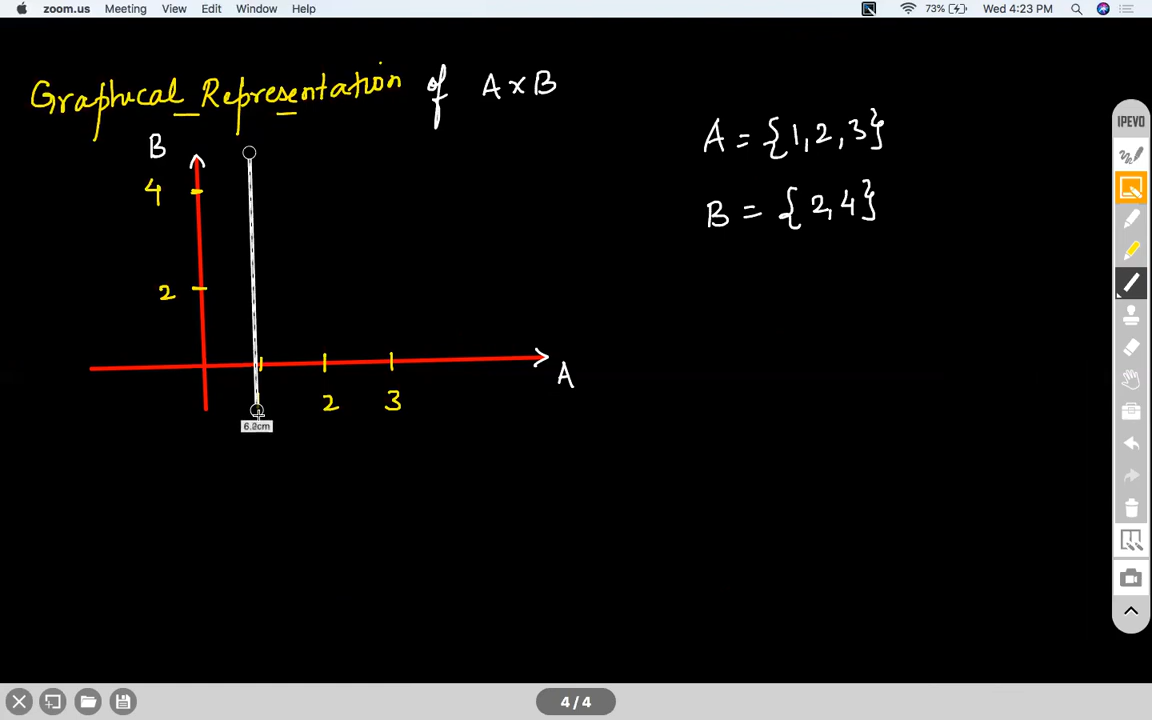 zoom.us Meeting View Edit Window Help 73% Wed 4:23 PM
Graphical Representation of A×B
A = {1,2,3}
B = {2,4}
B
4
2
A
2 3
6.2cm
IPEVO
4/4